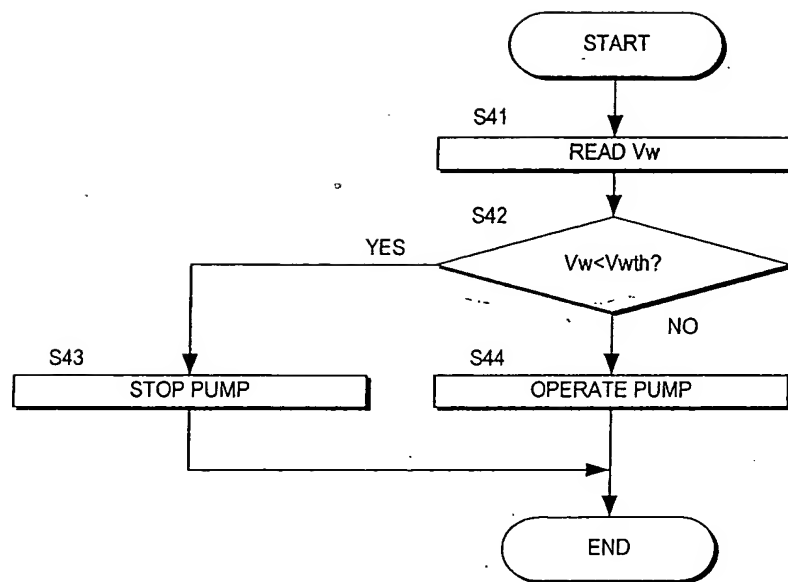 START
S41
READ Vw
S42
YES
Vw<Vwth?
NO
S43
STOP PUMP
S44
OPERATE PUMP
END